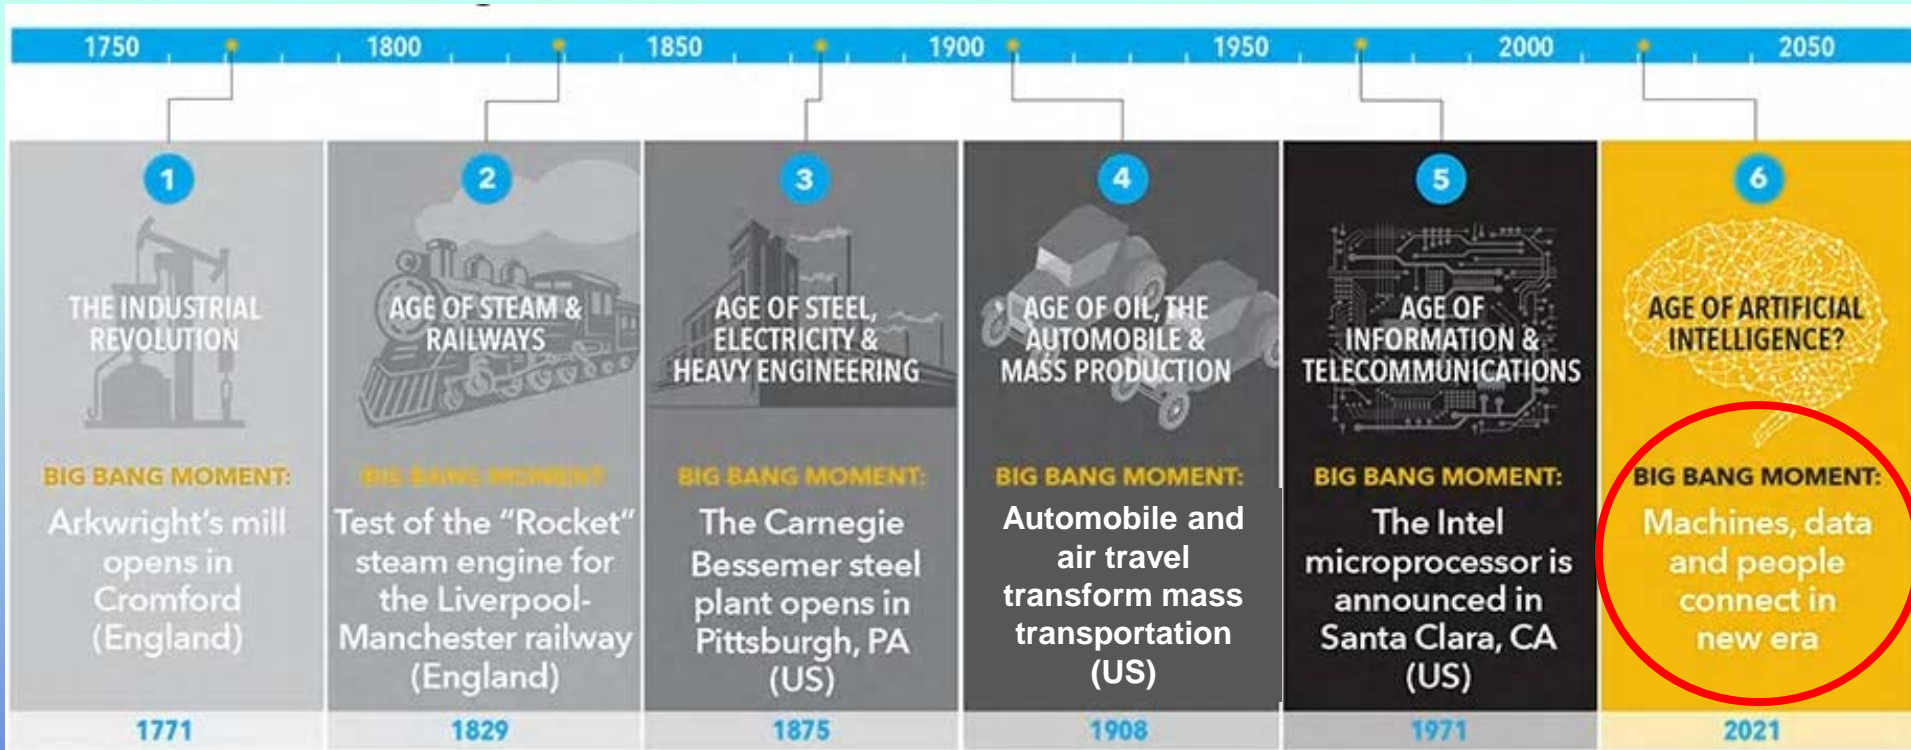 1750 1800 1850 1900 1950 2000 2050
1
THE INDUSTRIAL
REVOLUTION
BIG BANG MOMENT:
Arkwright's mill
opens in
Cromford
(England)
1771
2
AGE OF STEAM &
RAILWAYS
BIG BANG MOMENT:
Test of the "Rocket"
steam engine for
the Liverpool-
Manchester railway
(England)
1829
3
AGE OF STEEL,
ELECTRICITY &
HEAVY ENGINEERING
BIG BANG MOMENT:
The Carnegie
Bessemer steel
plant opens in
Pittsburgh, PA
(US)
1875
4
AGE OF OIL, THE
AUTOMOBILE &
MASS PRODUCTION
BIG BANG MOMENT:
Automobile and
air travel
transform mass
transportation
(US)
1908
5
AGE OF
INFORMATION &
TELECOMMUNICATIONS
BIG BANG MOMENT:
The Intel
microprocessor is
announced in
Santa Clara, CA
(US)
1971
6
AGE OF ARTIFICIAL
INTELLIGENCE?
BIG BANG MOMENT:
Machines, data
and people
connect in
new era
2021